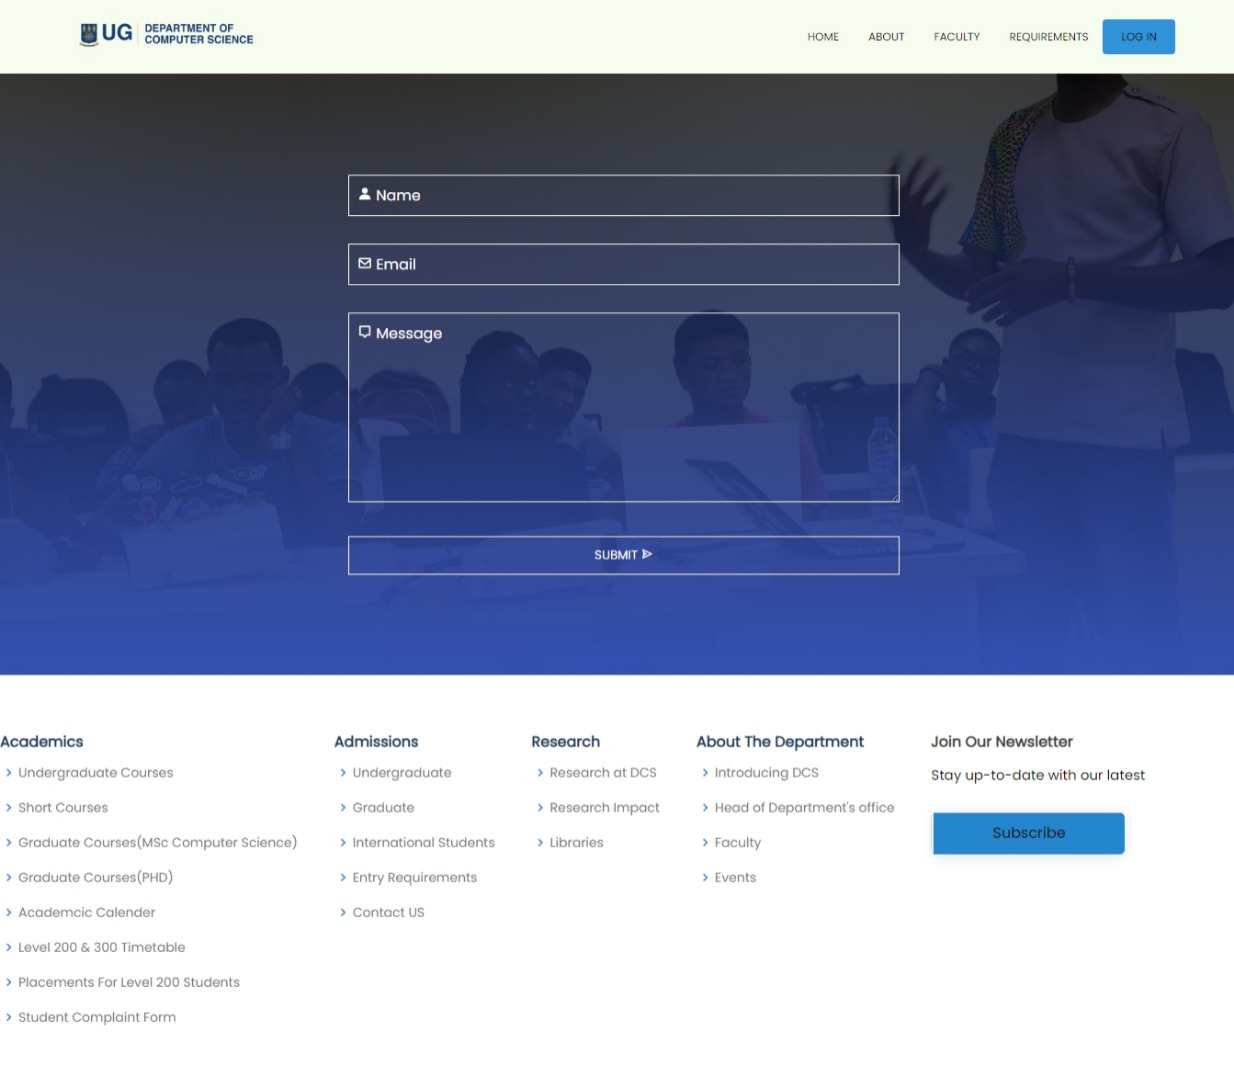 UG DEPARTMENT OF
COMPUTER SCIENCE
HOME ABOUT FACULTY REQUIREMENTS LOG IN
Name
Email
Message
SUBMIT
Academics
Undergraduate Courses
Short Courses
Graduate Courses(MSc Computer Science)
Graduate Courses(PHD)
Academcic Calender
Level 200 & 300 Timetable
Placements For Level 200 Students
Student Complaint Form
Admissions
Undergraduate
Graduate
International Students
Entry Requirements
Contact US
Research
Research at DCS
Research Impact
Libraries
About The Department
Introducing DCS
Head of Department's office
Faculty
Events
Join Our Newsletter
Stay up-to-date with our latest
Subscribe